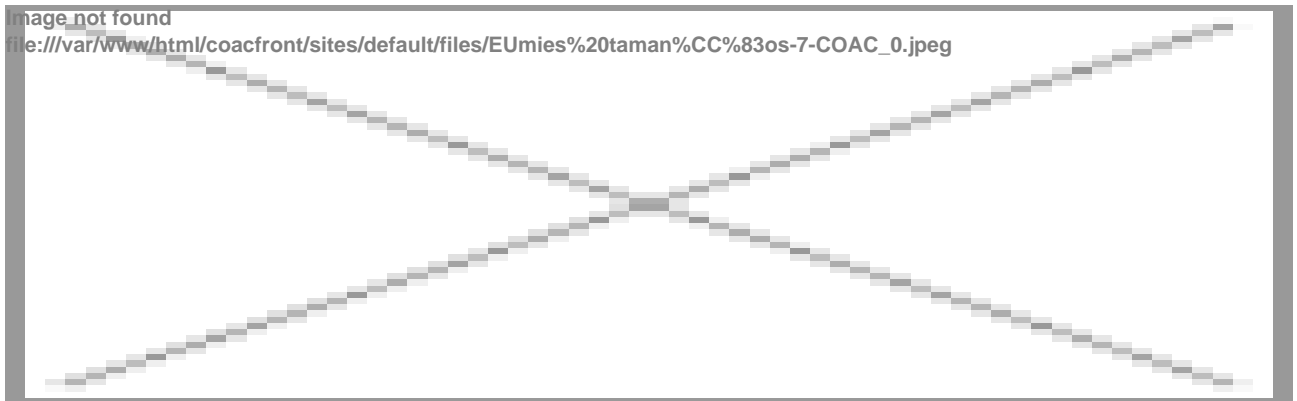 Image not found
file:///var/www/html/coacfront/sites/default/files/EUmies%20taman%CC%83os-7-COAC_0.jpeg